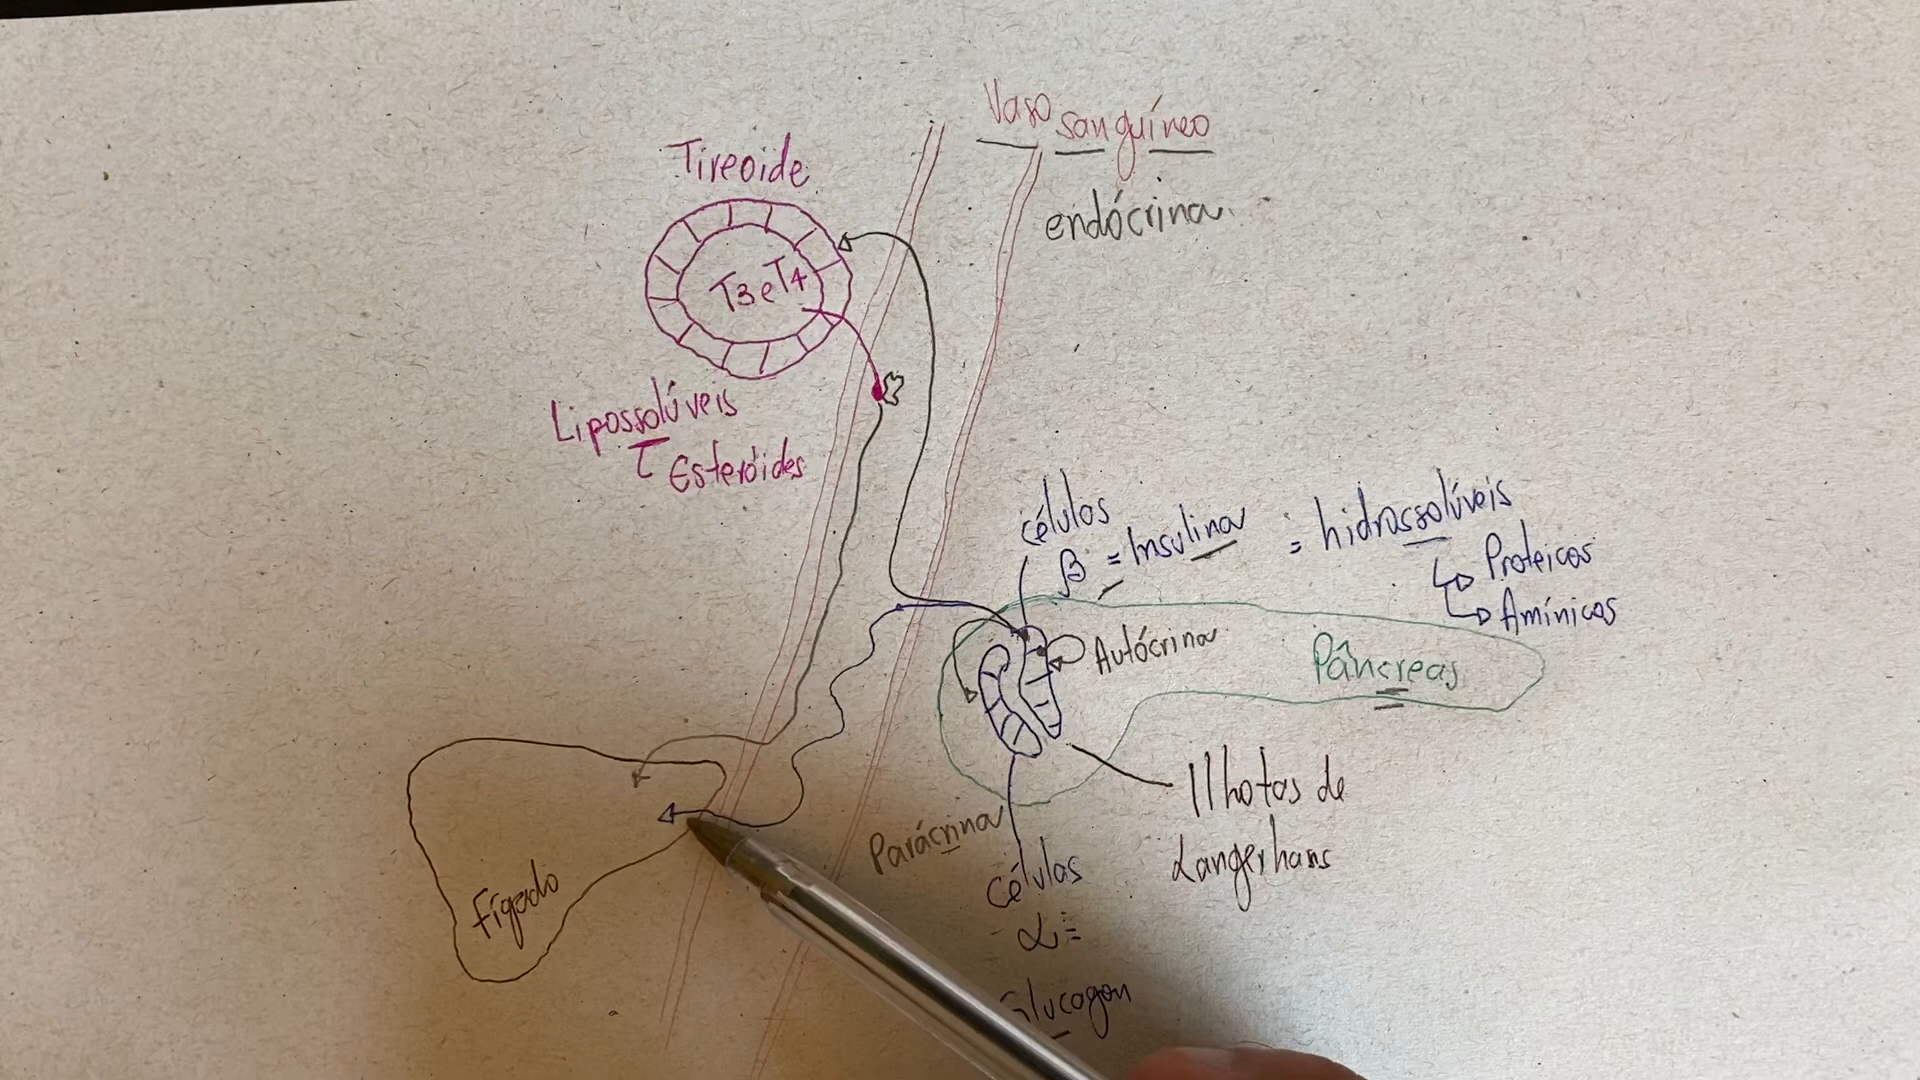 Vaso sanguíneo
endócrina
Tireoide
T3 e T4
Lipossolúveis
Esteróides
células
β = Insulina = hidrossolúveis
Proteicos
Amínicos
Autócrina
Pâncreas
Ilhotas de
Langerhans
Parácrina
células
α =
Glucagon
Fígado